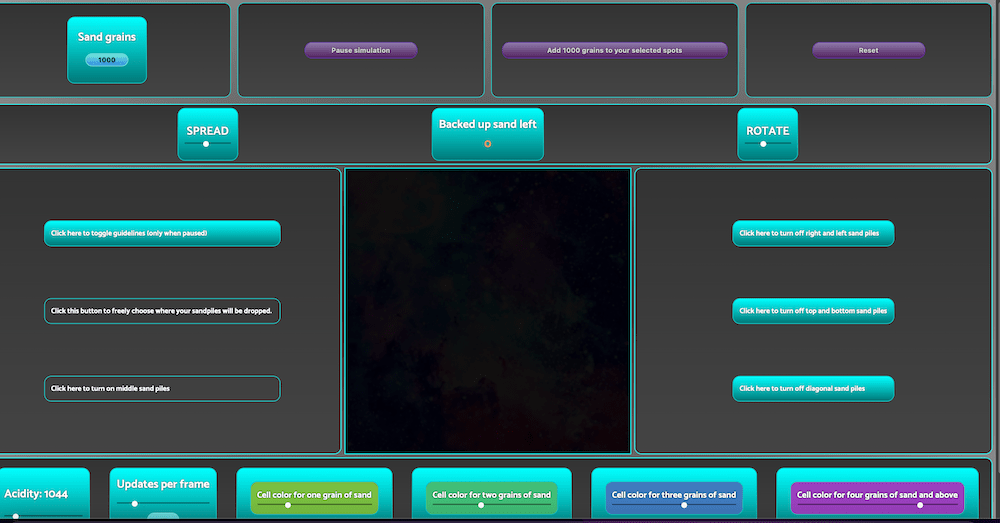 Sand grains
1000
Pause simulation
Add 1000 grains to your selected spots
Reset
SPREAD
Backed up sand left
0
ROTATE
Click here to toggle guidelines (only when paused)
Click this button to freely choose where your sandpiles will be dropped.
Click here to turn on middle sand piles
Click here to turn off right and left sand piles
Click here to turn off top and bottom sand piles
Click here to turn off diagonal sand piles
Acidity: 1044
Updates per frame
Cell color for one grain of sand
Cell color for two grains of sand
Cell color for three grains of sand
Cell color for four grains of sand and above